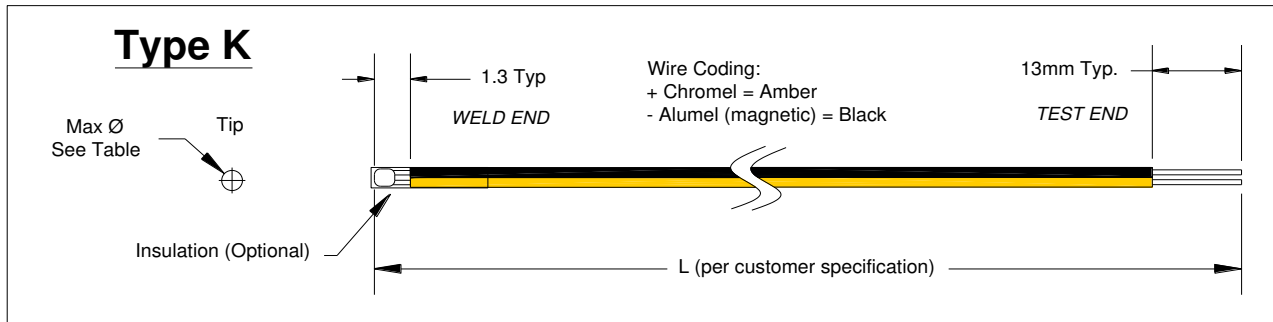 Type K
1.3 Typ
Wire Coding:
+ Chromel = Amber
- Alumel (magnetic) = Black
13mm Typ.
WELD END
TEST END
Max Ø
See Table
Tip
Insulation (Optional)
L (per customer specification)